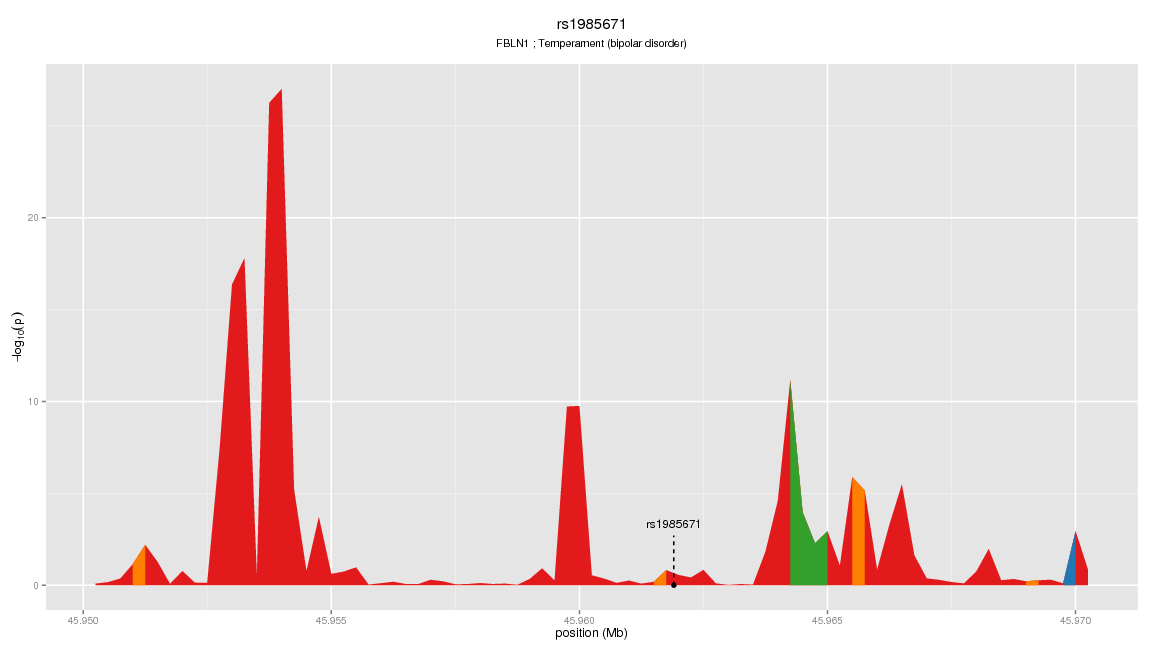 rs1985671
FBLN1 ; Temperament (bipolar disorder)
−log10(p)
20
10
0
rs1985671
45.950 45.955 45.960 45.965 45.970
position (Mb)